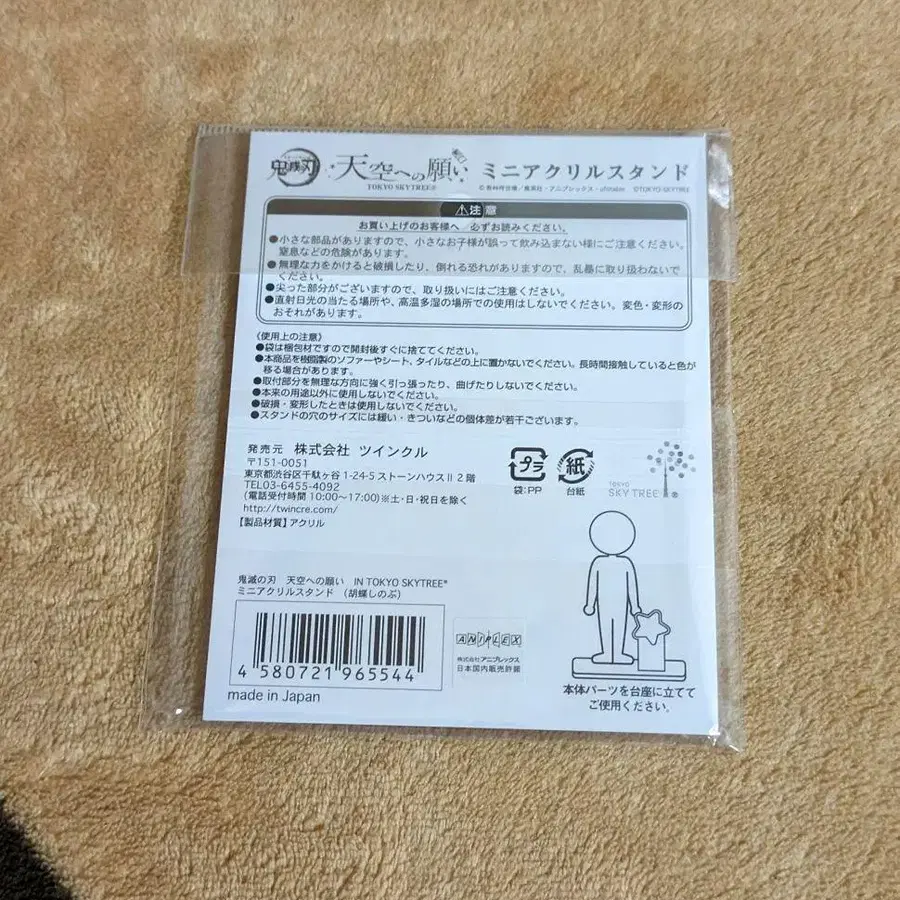 鬼滅の刃 天空への願い ミニアクリルスタンド
TOKYO SKYTREE®
©吾峠呼世晴/集英社・アニプレックス・ufotable ©TOKYO-SKYTREE
⚠注意
お買い上げのお客様へ 必ずお読みください。
●小さな部品がありますので、小さなお子様が誤って飲み込まない様にご注意ください。
窒息などの危険があります。
●無理な力をかけると破損したり、倒れる恐れがありますので、乱暴に取り扱わないで
ください。
●尖った部分がございますので、取り扱いにはご注意ください。
●直射日光の当たる場所や、高温多湿の場所での使用はしないでください。変色・変形の
おそれがあります。
《使用上の注意》
●袋は梱包材ですので開封後すぐに捨ててください。
●本商品を樹脂製のソファーやシート、タイルなどの上に置かないでください。長時間接触していると色が
移る場合があります。
●取付部分を無理な方向に強く引っ張ったり、曲げたりしないでください。
●本来の用途以外に使用しないでください。
●破損・変形したときは使用しないでください。
●スタンドの穴のサイズには緩い・きついなどの個体差が若干ございます。
発売元 株式会社 ツインクル
〒151-0051
東京都渋谷区千駄ヶ谷1-24-5ストーンハウスⅡ2階
TEL03-6455-4092
(電話受付時間 10:00～17:00)※土・日・祝日を除く
http://twincre.com/
【製品材質】アクリル
プラ
袋:PP
紙
台紙
TOKYO
SKYTREE®
鬼滅の刃 天空への願い IN TOKYO SKYTREE®
ミニアクリルスタンド (胡蝶しのぶ)
4 580721 965544
made in Japan
ANIPLEX
株式会社アニプレックス
日本国内販売許諾
本体パーツを台座に立てて
ご使用ください。